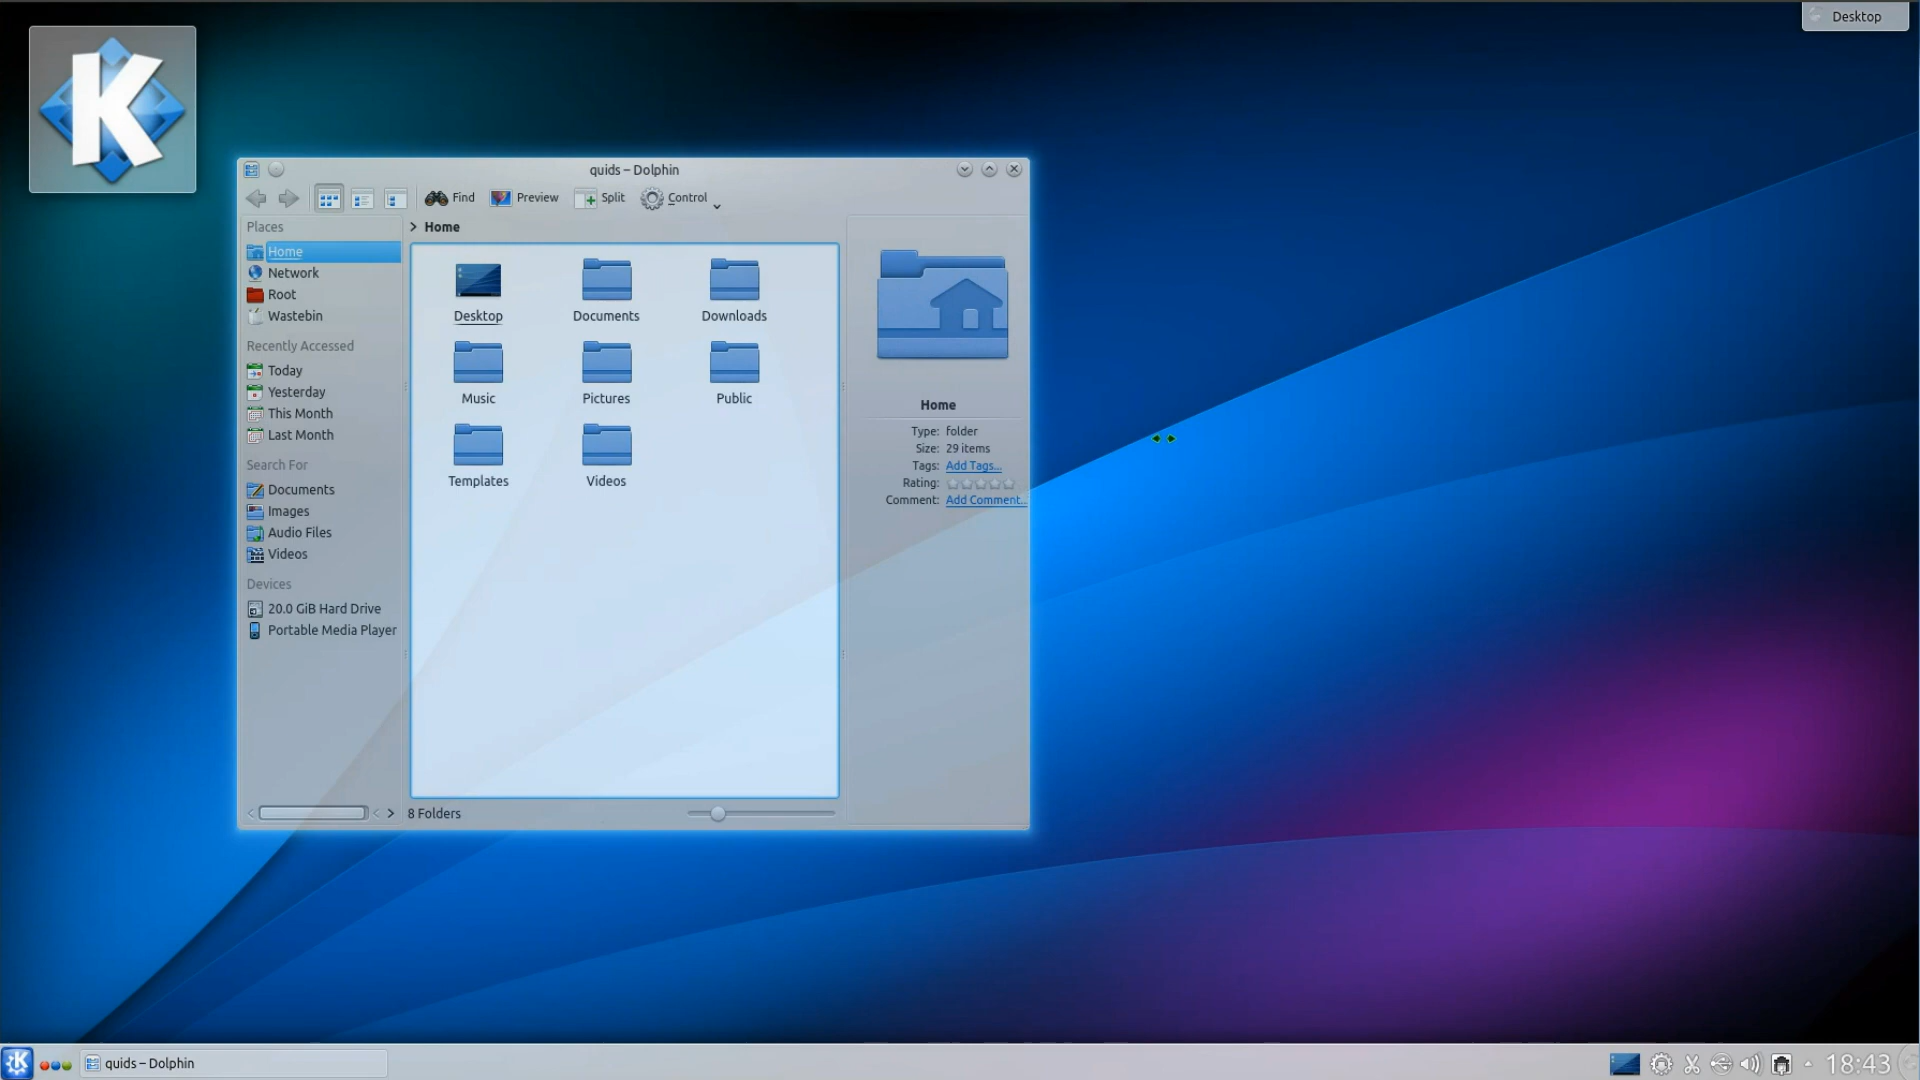 Desktop
K
quids – Dolphin
Find Preview Split Control
Places
Home
Network
Root
Wastebin
Recently Accessed
Today
Yesterday
This Month
Last Month
Search For
Documents
Images
Audio Files
Videos
Devices
20.0 GiB Hard Drive
Portable Media Player
> Home
Desktop Documents Downloads
Music Pictures Public
Templates Videos
8 Folders
Home
Type: folder
Size: 29 items
Tags: Add Tags...
Rating:
Comment: Add Comment...
K quids – Dolphin 18:43